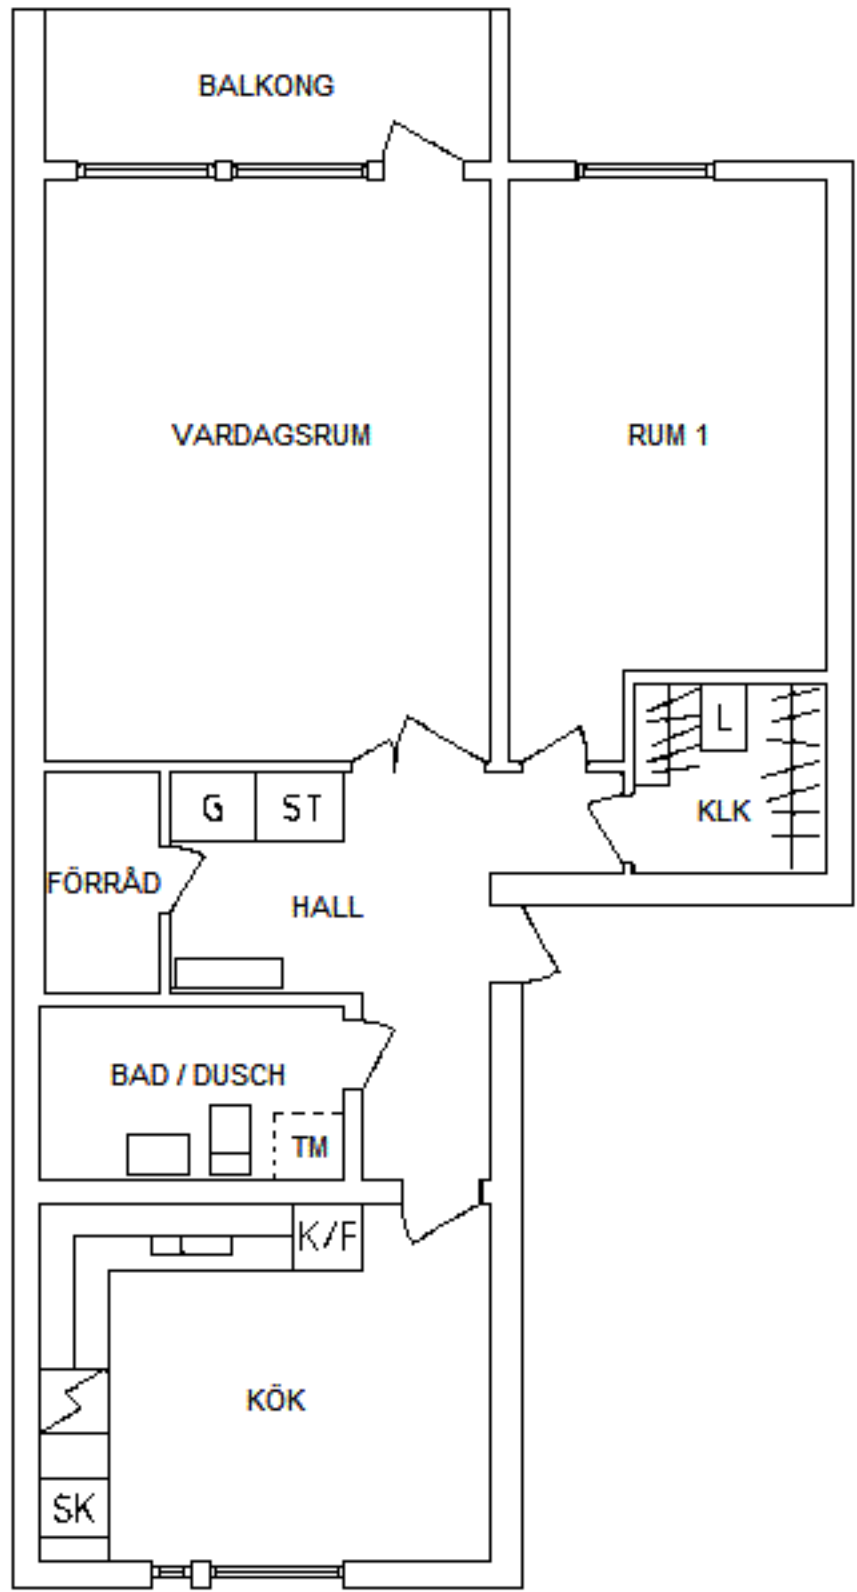 BALKONG
VARDAGSRUM
RUM 1
L
KLK
G
ST
FÖRRÅD
HALL
BAD / DUSCH
TM
K/F
KÖK
SK